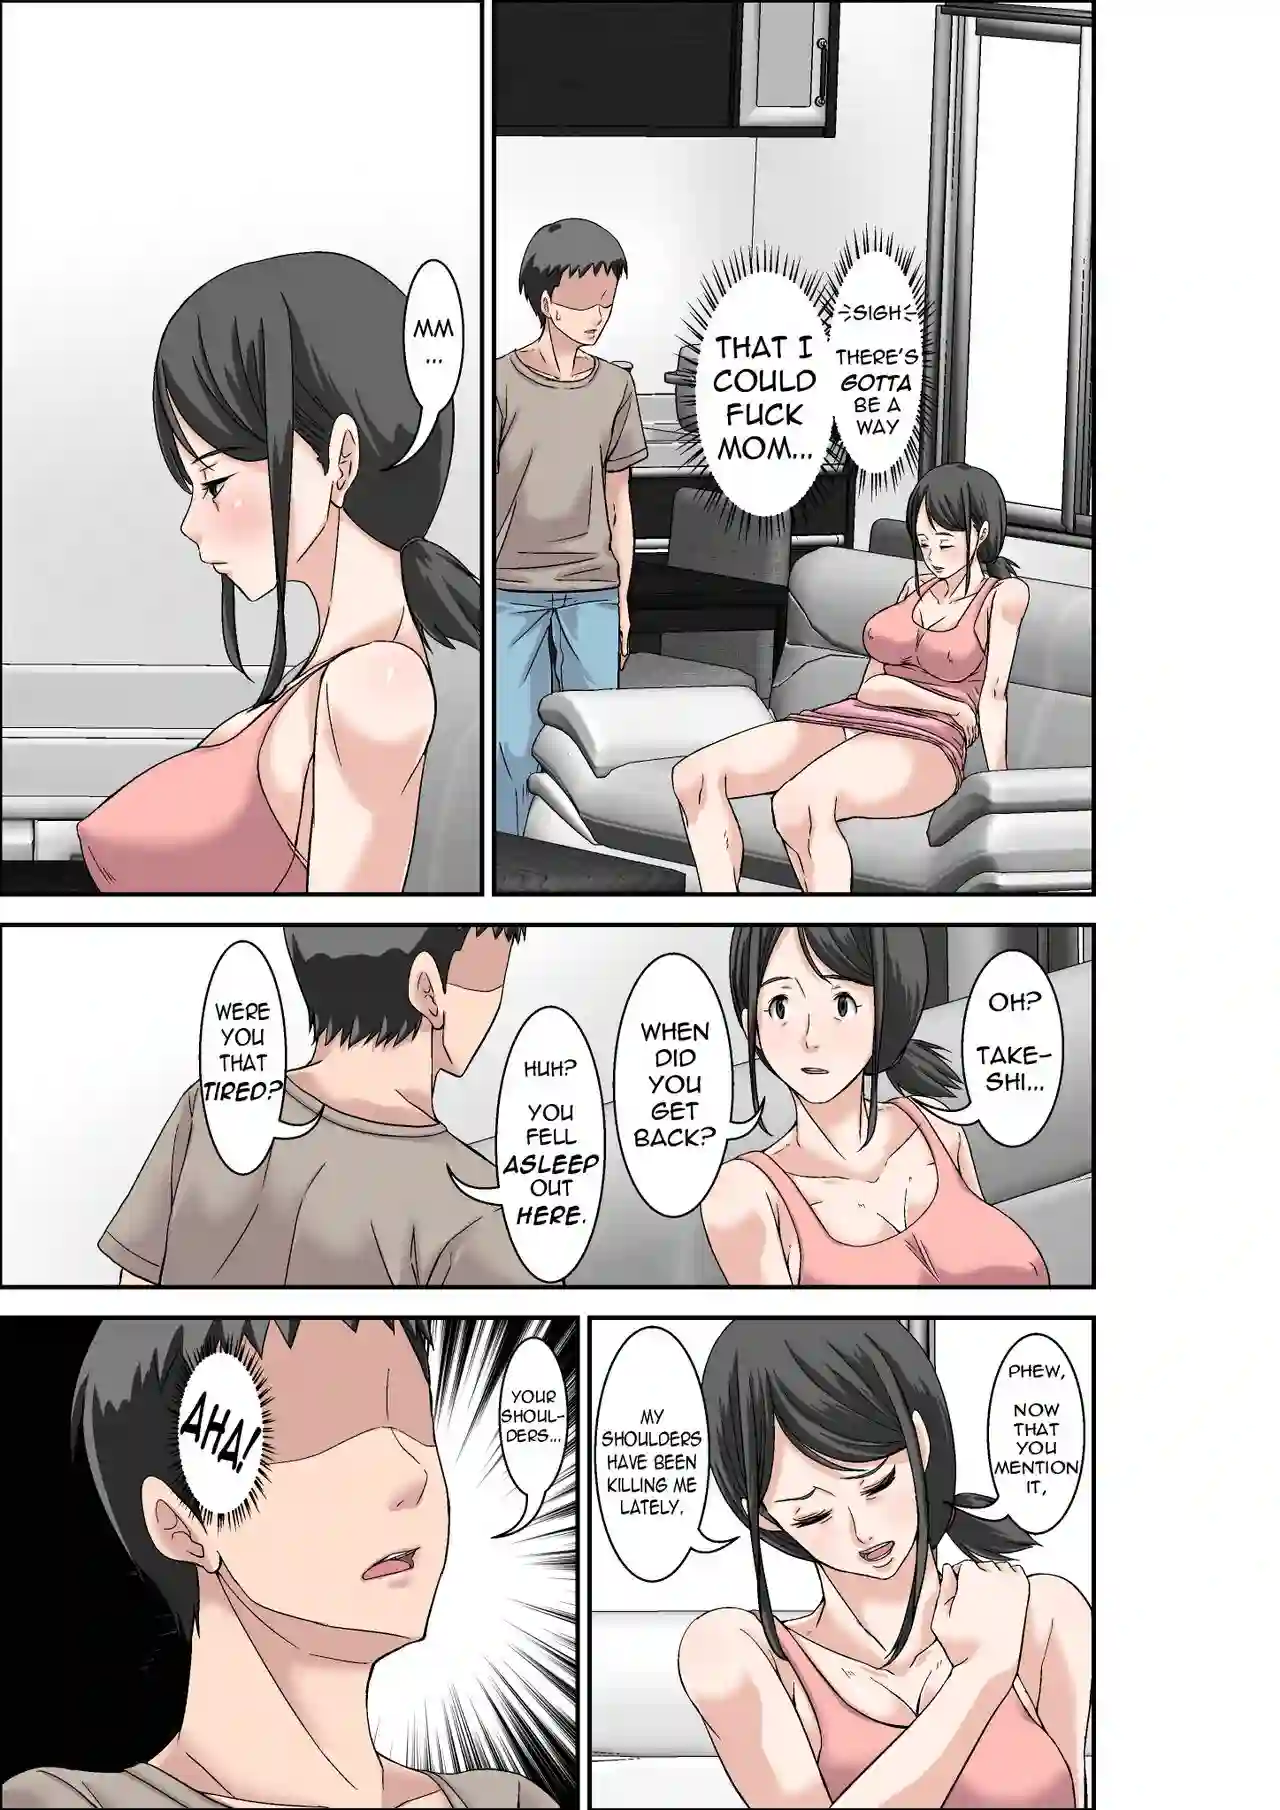 SIGH
THERE'S
GOTTA
BE A
WAY
THAT I
COULD
FUCK
MOM...
MM
...
OH?
TAKE-
SHI...
WHEN
DID
YOU
GET
BACK?
HUH?
YOU
FELL
ASLEEP
OUT
HERE.
WERE
YOU
THAT
TIRED?
PHEW,
NOW
THAT
YOU
MENTION
IT,
MY
SHOULDERS
HAVE BEEN
KILLING ME
LATELY.
YOUR
SHOUL-
DERS...
AHA!